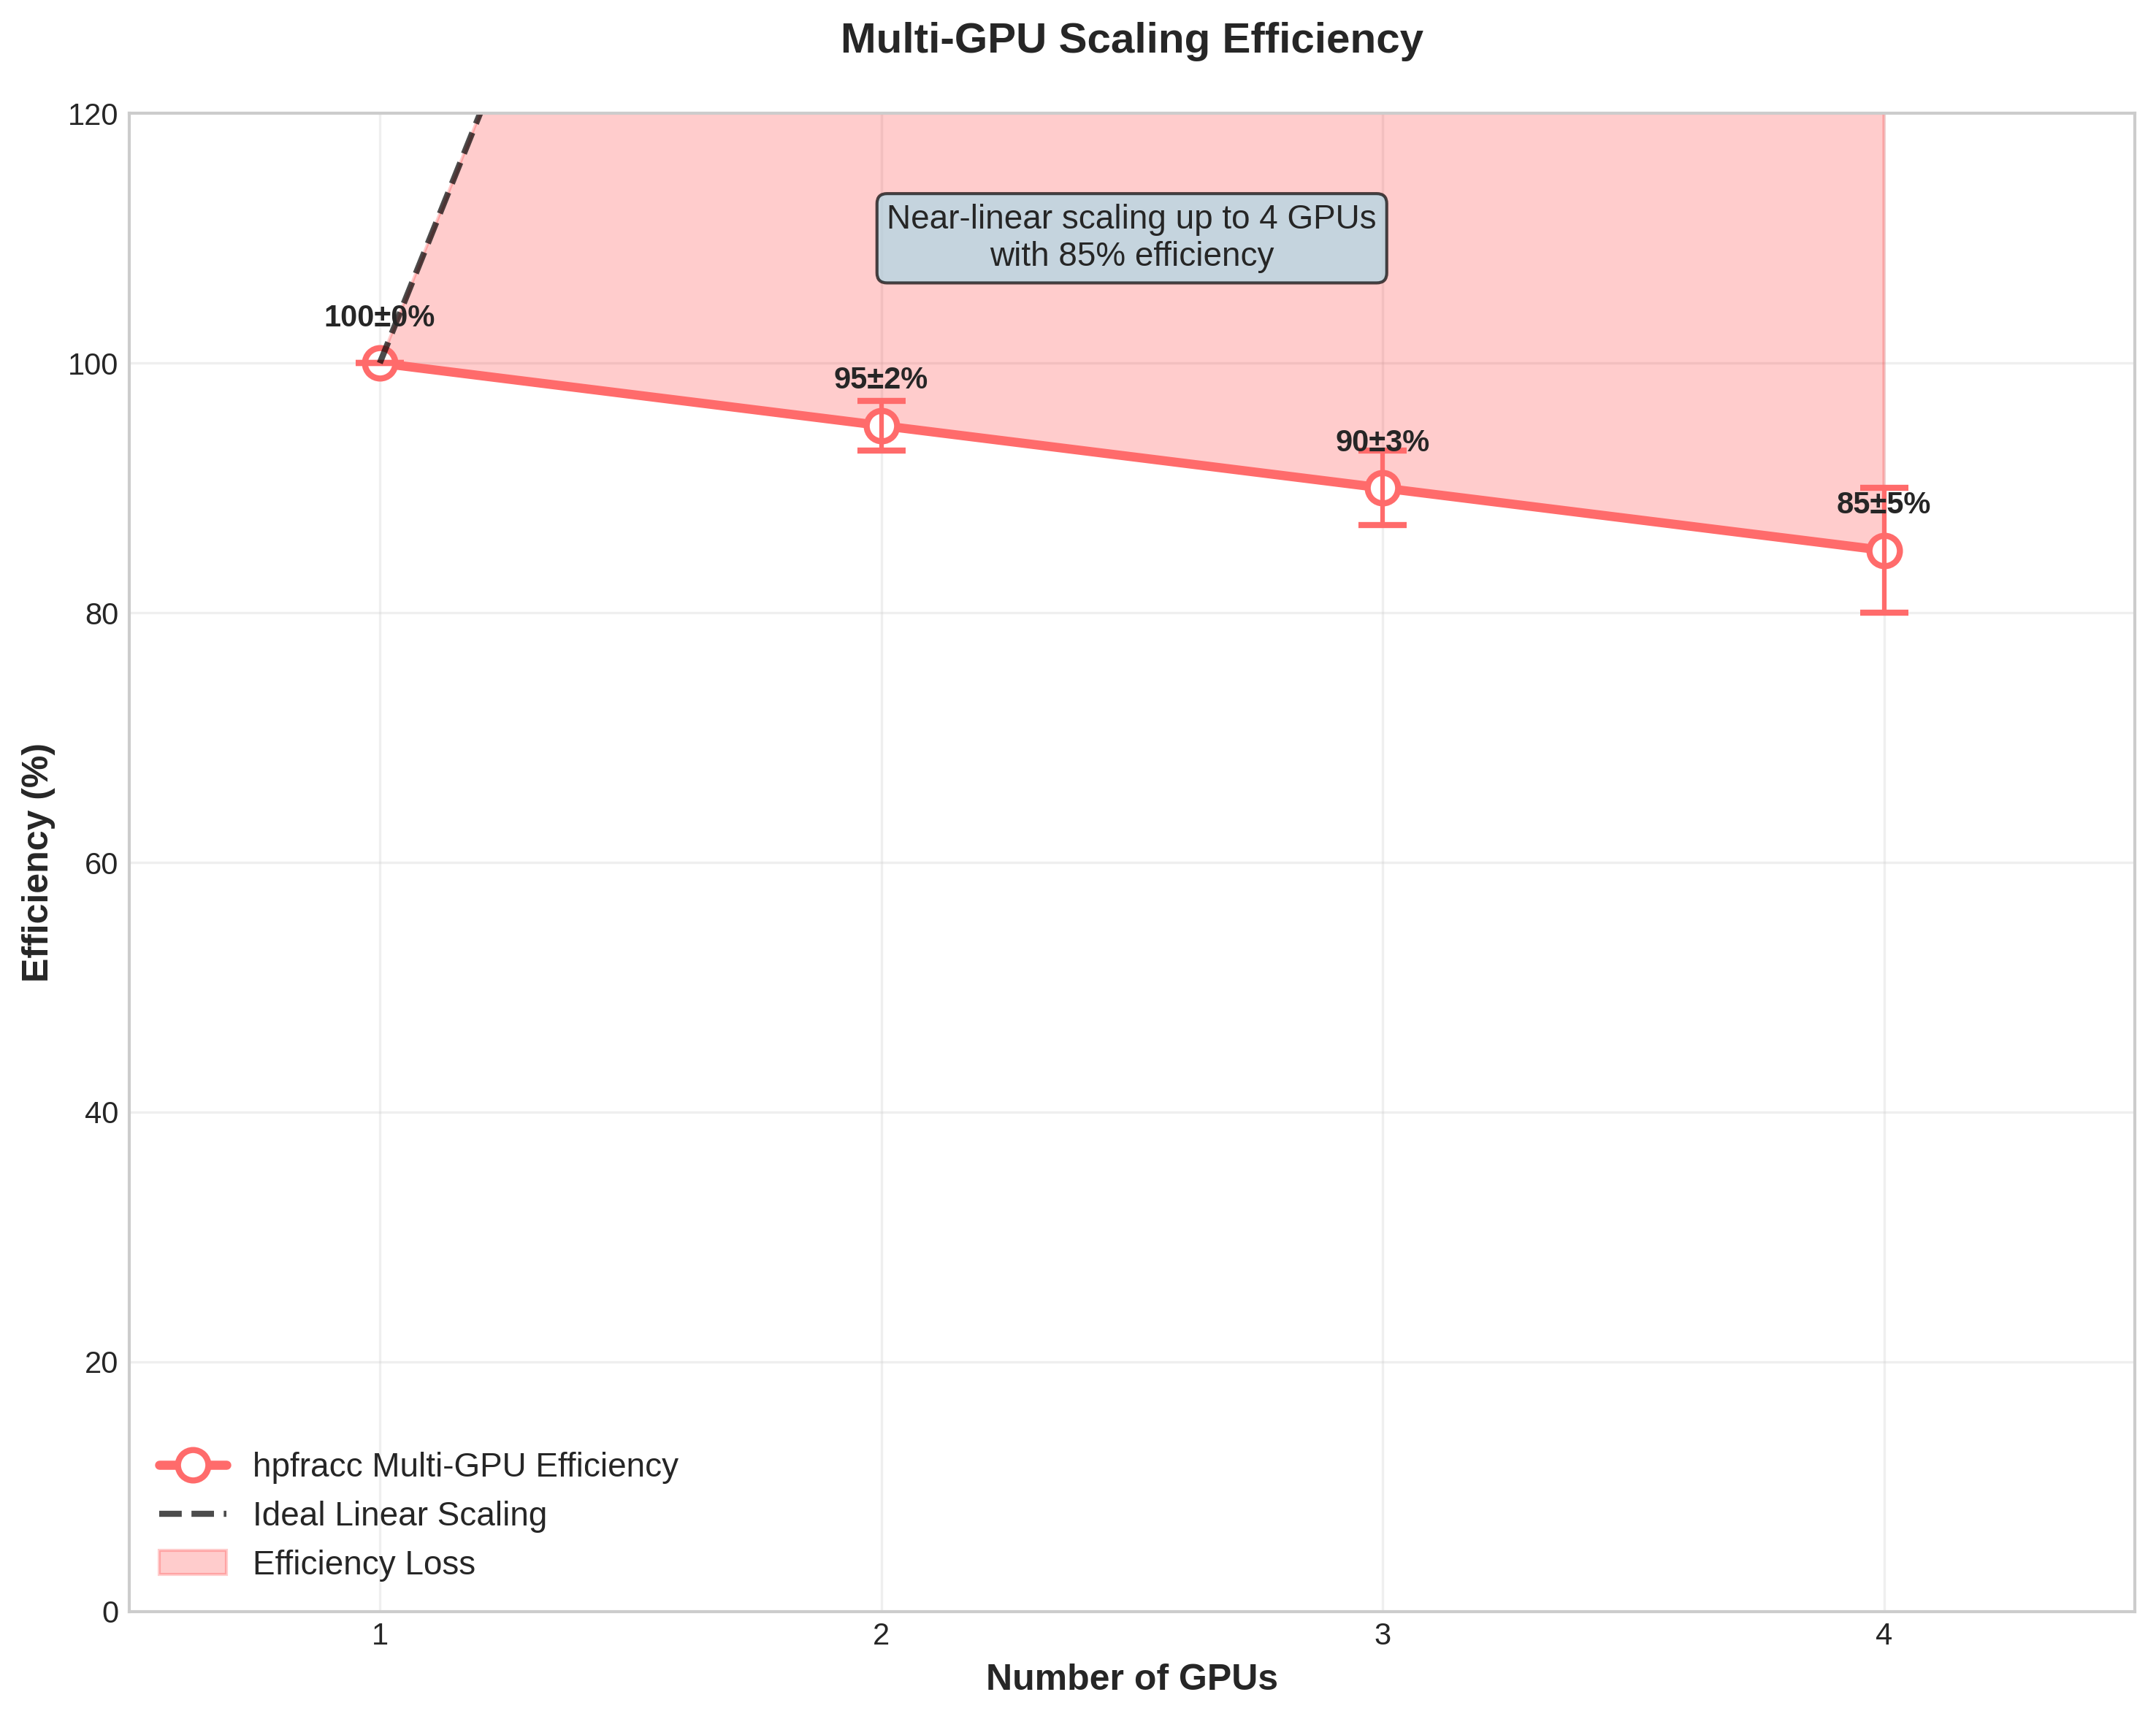 Multi-GPU Scaling Efficiency
120
100
80
60
40
20
0
Efficiency (%)
Near-linear scaling up to 4 GPUs
with 85% efficiency
100±0%
95±2%
90±3%
85±5%
hpfracc Multi-GPU Efficiency
Ideal Linear Scaling
Efficiency Loss
1
2
3
4
Number of GPUs